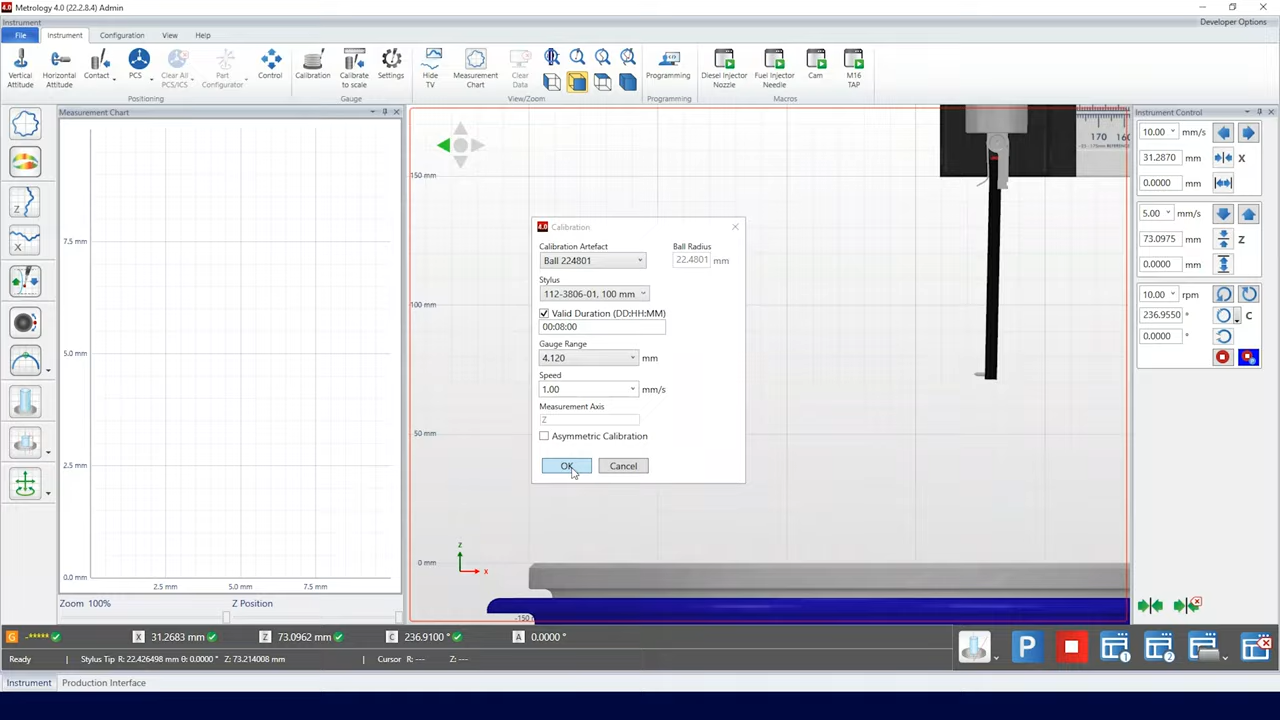 4.0 Metrology 4.0 (22.2.8.4) Admin
Instrument
Developer Options
File Instrument Configuration View Help
Vertical Attitude
Horizontal Attitude
Contact
PCS
Clear All PCS/ICS
Part Configurator
Control
Calibration
Calibrate to scale
Settings
Hide TV
Measurement Chart
Clear Data
Programming
Diesel Injector Nozzle
Fuel Injector Needle
Cam
M16 TAP
Positioning
Gauge
View/Zoom
Programming
Macros
Measurement Chart
7.5 mm
5.0 mm
2.5 mm
0.0 mm
2.5 mm 5.0 mm 7.5 mm
Zoom 100% Z Position
150 mm
100 mm
50 mm
0 mm
-150
160 170 180
z
x
4.0 Calibration
Calibration Artefact Ball Radius
Ball 224801 22.4801 mm
Stylus
112-3806-01, 100 mm
Valid Duration (DD:HH:MM)
00:08:00
Gauge Range
4.120 mm
Speed
1.00 mm/s
Measurement Axis
Z
Asymmetric Calibration
OK Cancel
Instrument Control
10.00 mm/s
31.2870 mm X
0.0000 mm
5.00 mm/s
73.0975 mm Z
0.0000 mm
10.00 rpm
236.9550 ° C
0.0000 °
G -.***** X 31.2683 mm Z 73.0962 mm C 236.9100 ° A 0.0000 °
P 1 2
Ready Stylus Tip R: 22.426498 mm θ: 0.0000 ° Z: 73.214008 mm Cursor R: --- Z: ---
Instrument Production Interface